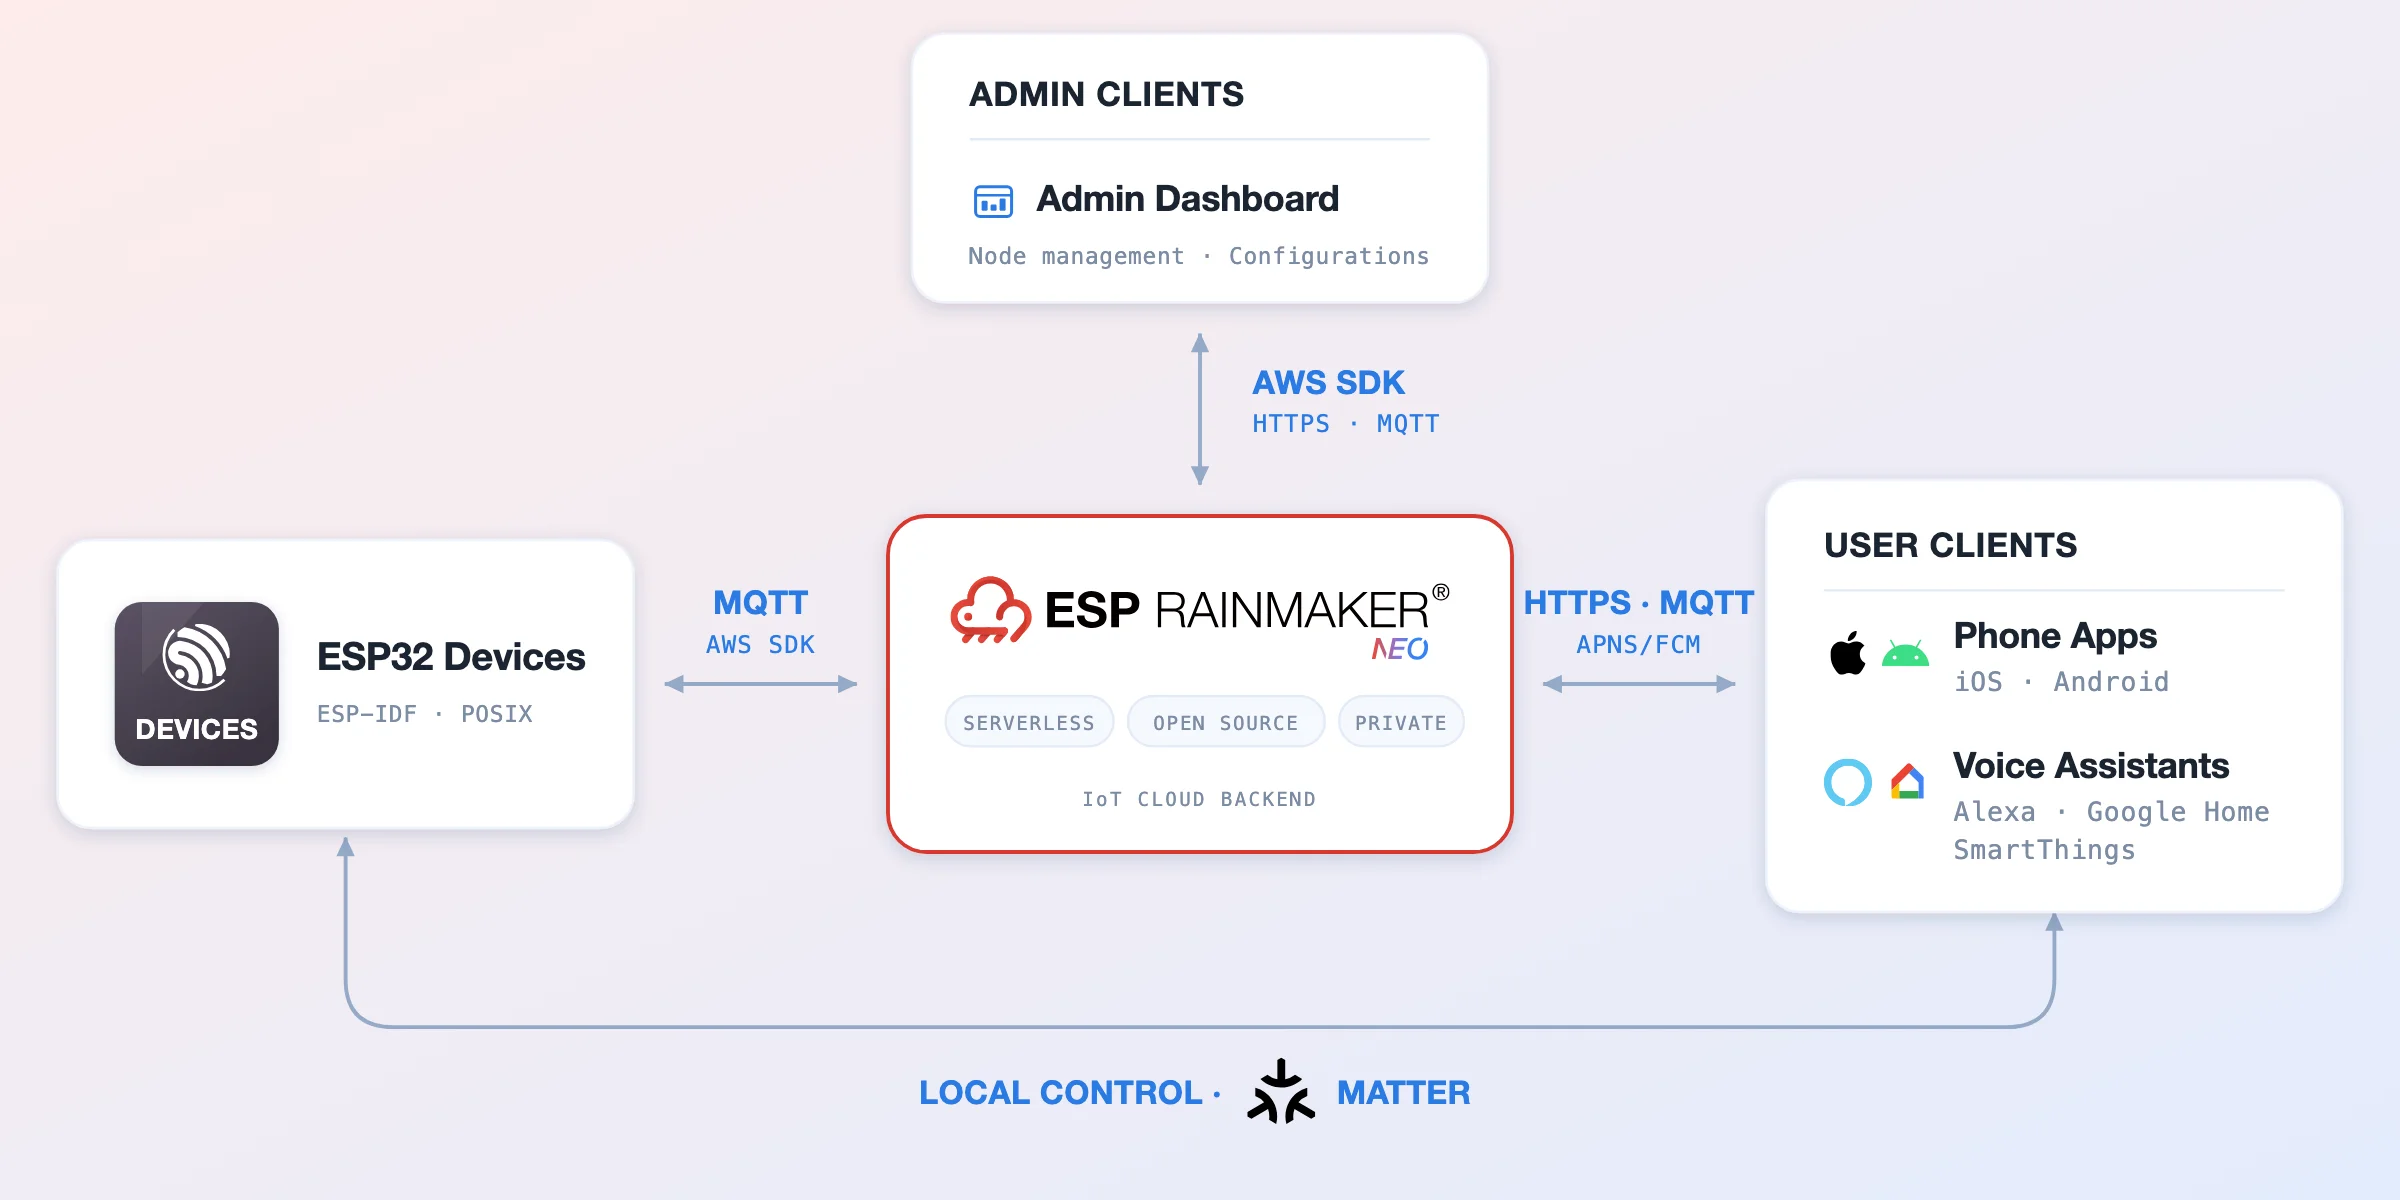 ADMIN CLIENTS
Admin Dashboard
Node management · Configurations
AWS SDK
HTTPS · MQTT
DEVICES
ESP32 Devices
ESP-IDF · POSIX
MQTT
AWS SDK
ESP RAINMAKER®
NEO
SERVERLESS
OPEN SOURCE
PRIVATE
IoT CLOUD BACKEND
HTTPS · MQTT
APNS/FCM
USER CLIENTS
Phone Apps
iOS · Android
Voice Assistants
Alexa · Google Home
SmartThings
LOCAL CONTROL · MATTER